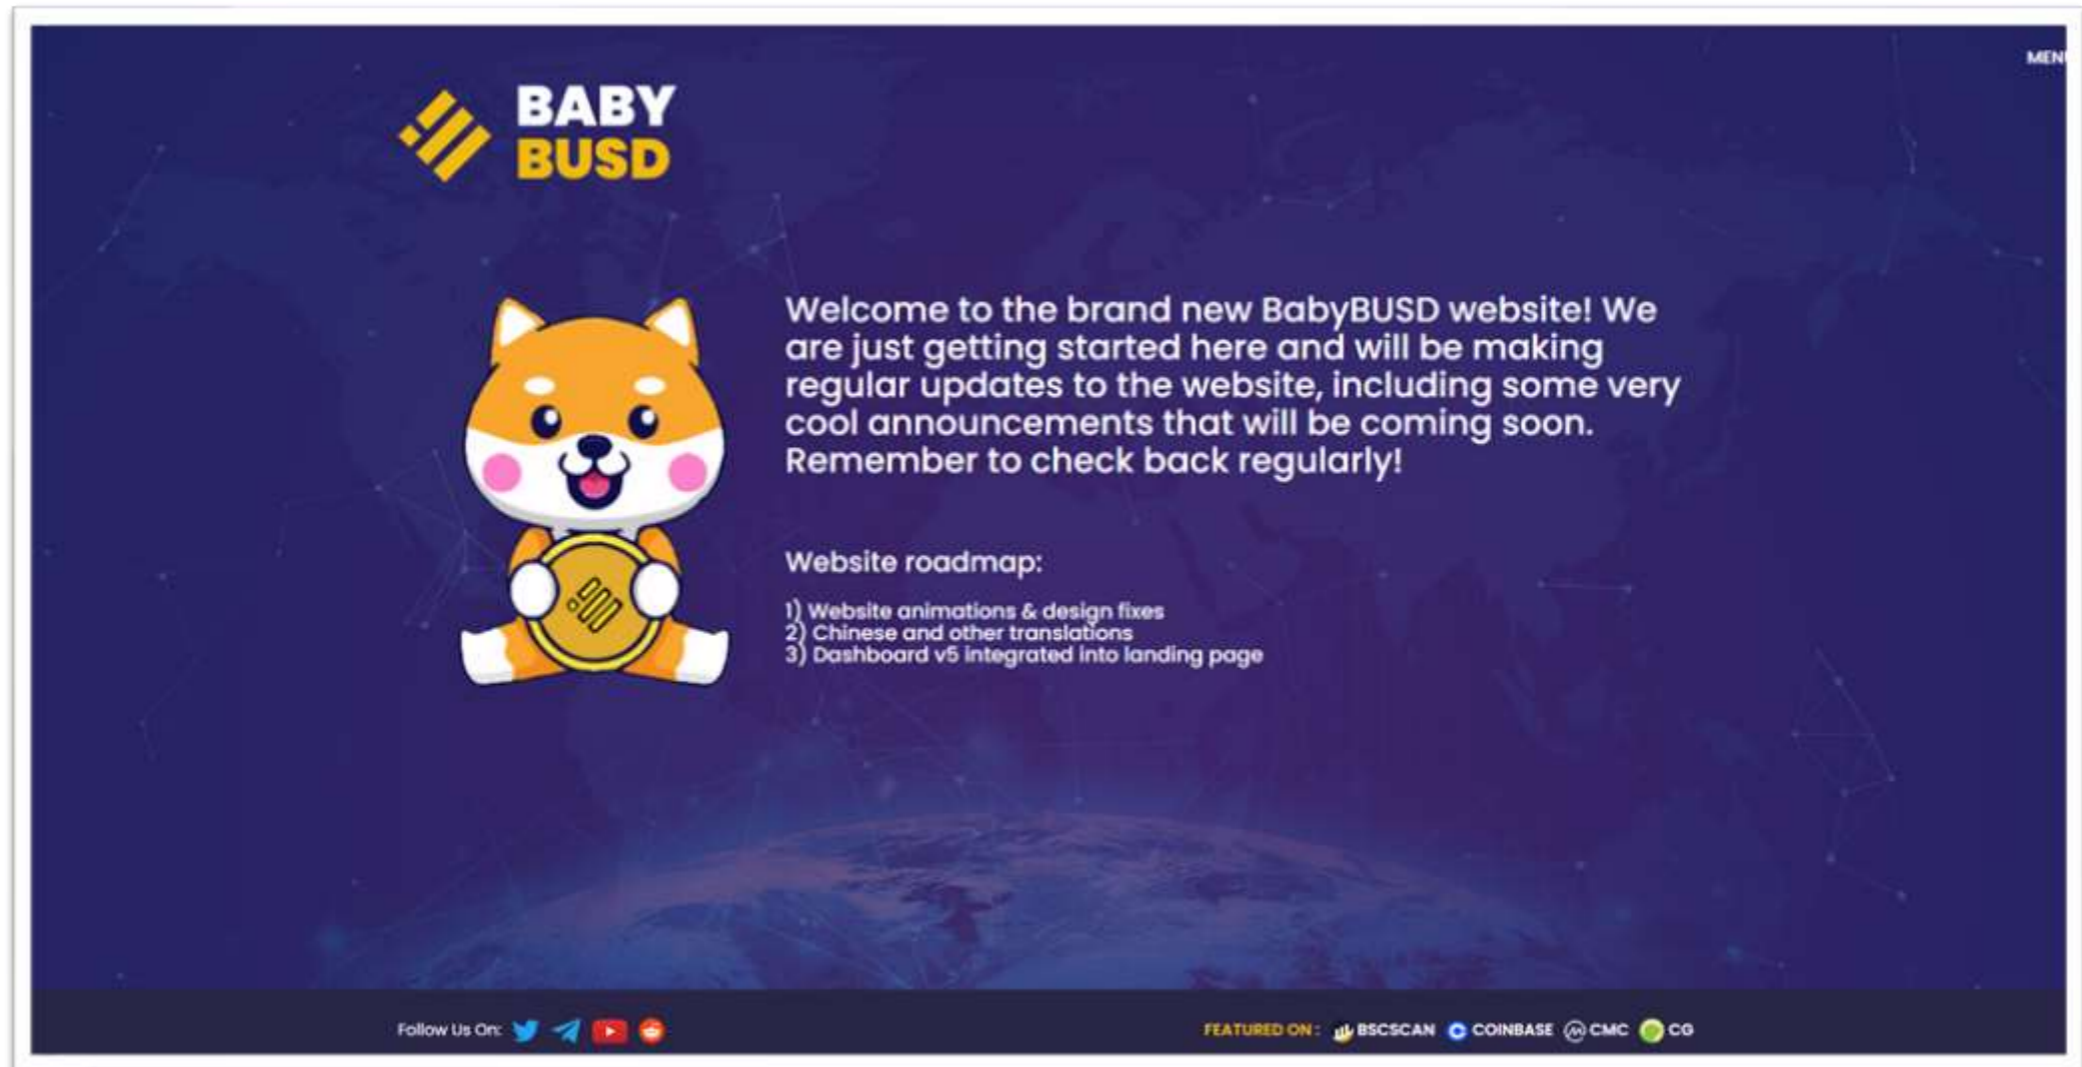 MENU
BABY
BUSD
Welcome to the brand new BabyBUSD website! We
are just getting started here and will be making
regular updates to the website, including some very
cool announcements that will be coming soon.
Remember to check back regularly!
Website roadmap:
1) Website animations & design fixes
2) Chinese and other translations
3) Dashboard v5 integrated into landing page
Follow Us On:
FEATURED ON : BSCSCAN COINBASE CMC CG